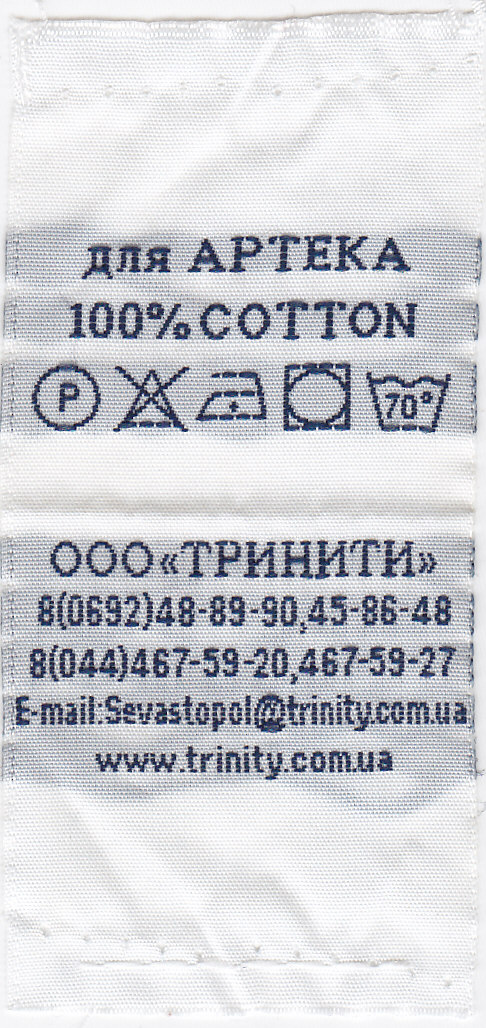 для АРТЕКА
100% COTTON
P 70°
ООО «ТРИНИТИ»
8(0692)48-89-90,45-86-48
8(044)467-59-20,467-59-27
E-mail:Sevastopol@trinity.com.ua
www.trinity.com.ua